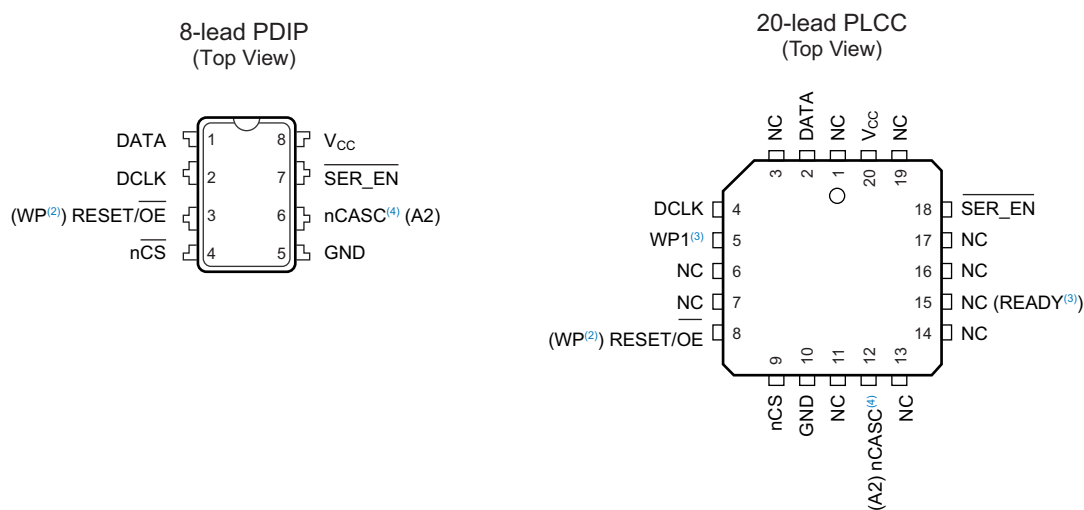 8-lead PDIP
(Top View)
DATA 1 8 VCC
DCLK 2 7 SER_EN
(WP(2)) RESET/OE 3 6 nCASC(4) (A2)
nCS 4 5 GND
20-lead PLCC
(Top View)
NC DATA NC VCC NC
3 2 1 20 19
DCLK 4 18 SER_EN
WP1(3) 5 17 NC
NC 6 16 NC
NC 7 15 NC (READY(3))
(WP(2)) RESET/OE 8 14 NC
9 10 11 12 13
nCS GND NC (A2) nCASC(4) NC